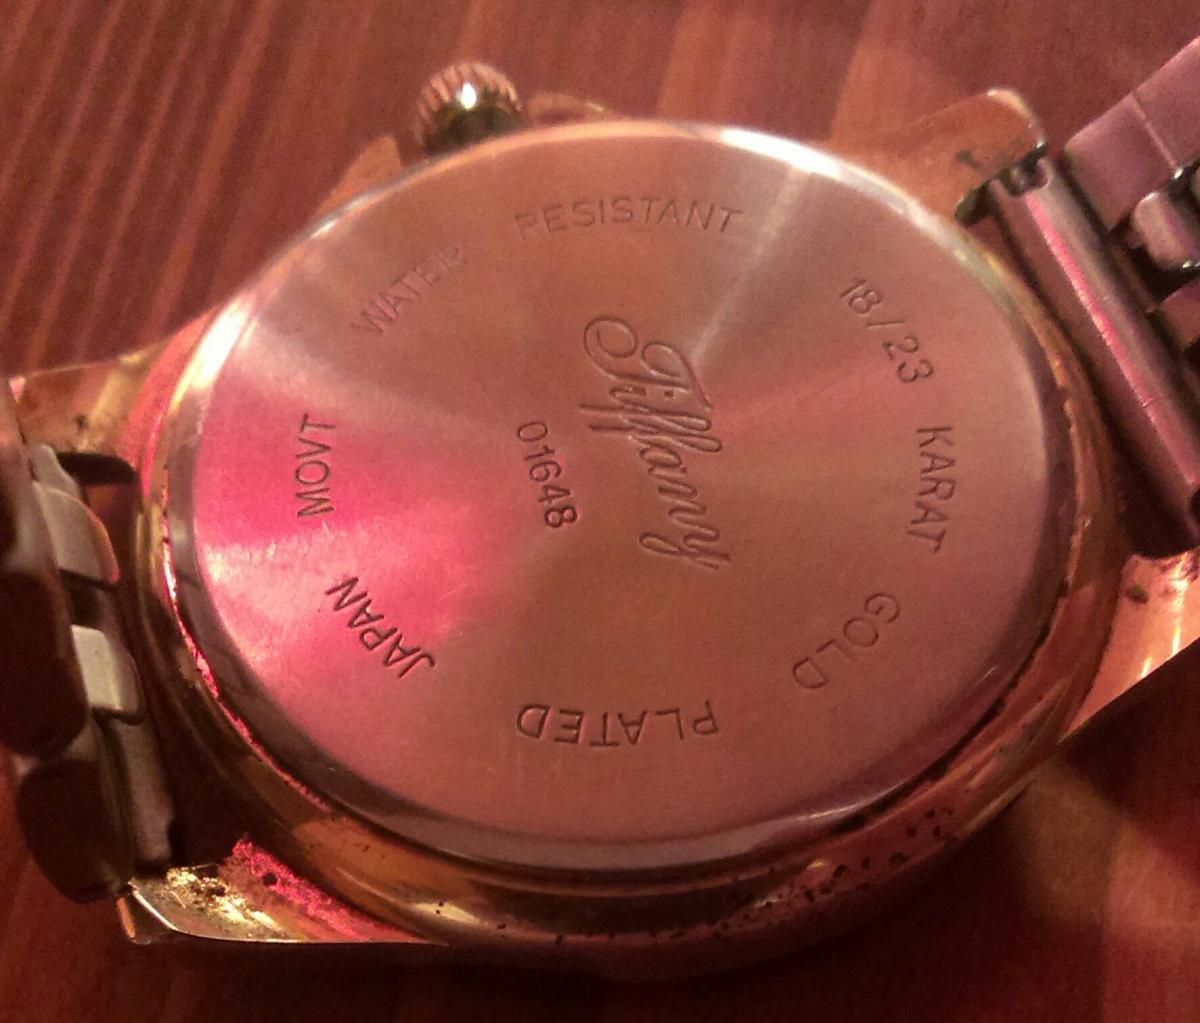 WATER RESISTANT
18/23 KARAT GOLD PLATED
JAPAN MOVT
Tiffany
01648